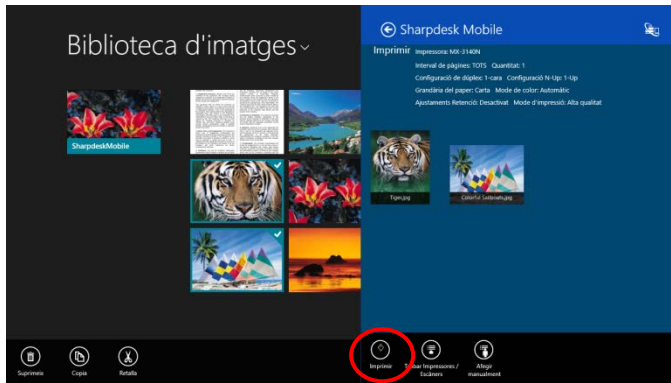 Biblioteca d'imatges
SharpdeskMobile
Suprimeix
Copia
Retalla
Sharpdesk Mobile
Imprimir
Impressora: MX-3140N
Interval de pàgines: TOTS Quantitat: 1
Configuració de dúplex: 1-cara Configuració N-Up: 1-Up
Grandària del paper: Carta Mode de color: Automàtic
Ajustaments Retenció: Desactivat Mode d'impressió: Alta qualitat
Tiger.jpg
Colorful Sailboats.jpg
Imprimir
Trobar Impressores /
Escàners
Afegir
manualment